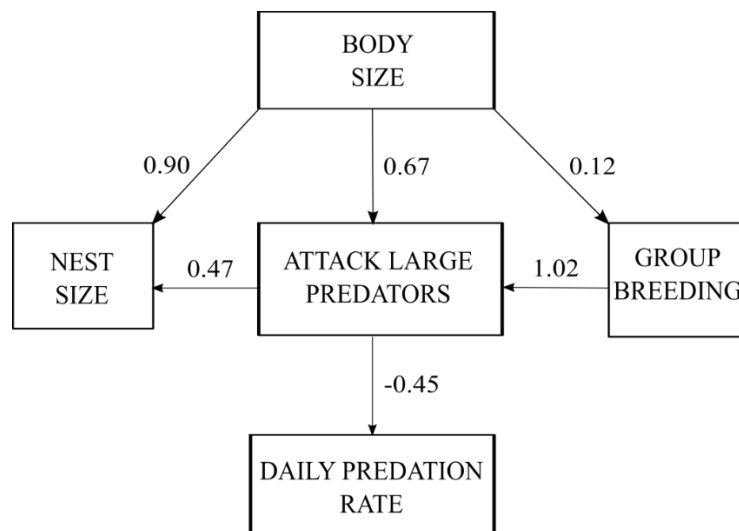 BODY
SIZE
0.90
0.67
0.12
NEST
SIZE
0.47
ATTACK LARGE
PREDATORS
1.02
GROUP
BREEDING
-0.45
DAILY PREDATION
RATE